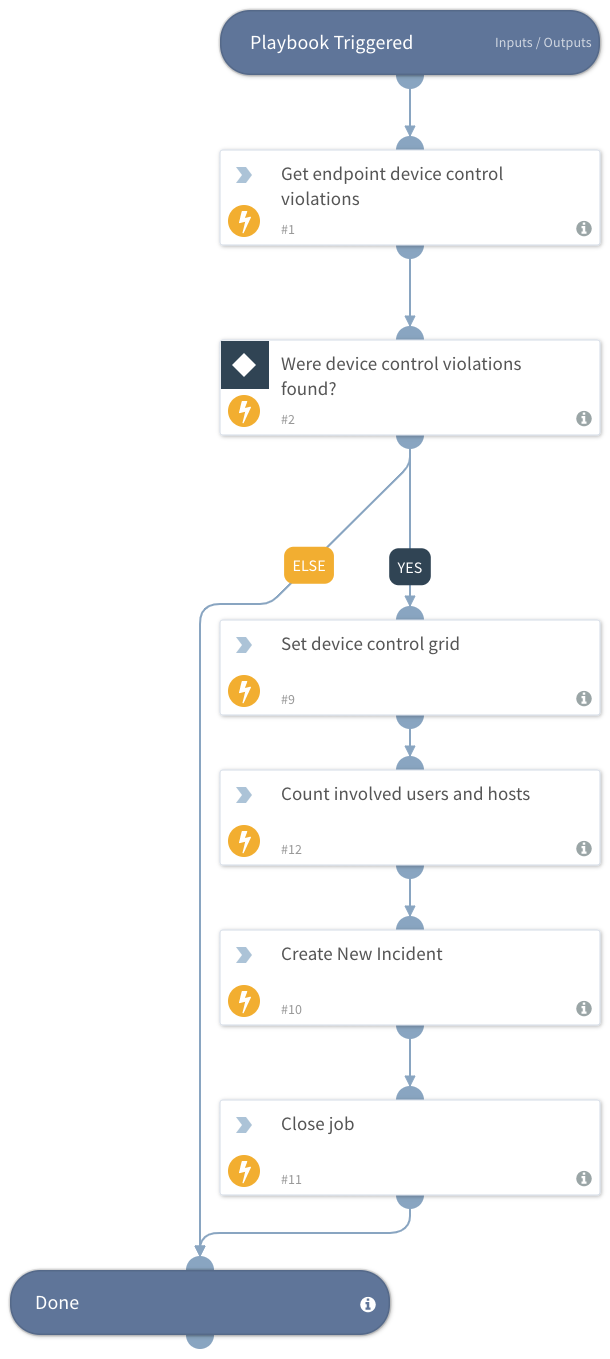 Playbook Triggered
Inputs / Outputs
Get endpoint device control
violations
#1
Were device control violations
found?
#2
ELSE
YES
Set device control grid
#9
Count involved users and hosts
#12
Create New Incident
#10
Close job
#11
Done